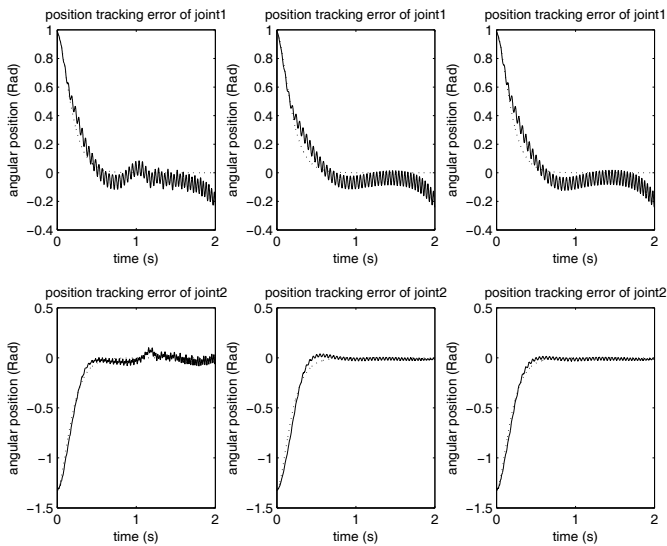 position tracking error of joint1
1
0.8
0.6
0.4
0.2
0
−0.2
−0.4
0 1 2
angular position (Rad)
time (s)
position tracking error of joint1
1
0.8
0.6
0.4
0.2
0
−0.2
−0.4
0 1 2
angular position (Rad)
time (s)
position tracking error of joint1
1
0.8
0.6
0.4
0.2
0
−0.2
−0.4
0 1 2
angular position (Rad)
time (s)
position tracking error of joint2
0.5
0
−0.5
−1
−1.5
0 1 2
angular position (Rad)
time (s)
position tracking error of joint2
0.5
0
−0.5
−1
−1.5
0 1 2
angular position (Rad)
time (s)
position tracking error of joint2
0.5
0
−0.5
−1
−1.5
0 1 2
angular position (Rad)
time (s)